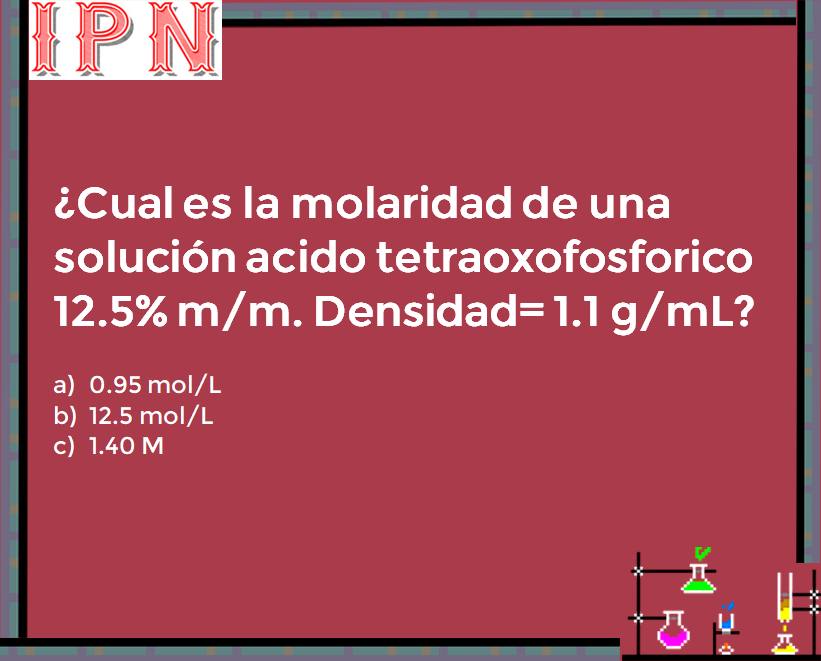 IPN
¿Cual es la molaridad de una
solución acido tetraoxofosforico
12.5% m/m. Densidad= 1.1 g/mL?
a) 0.95 mol/L
b) 12.5 mol/L
c) 1.40 M